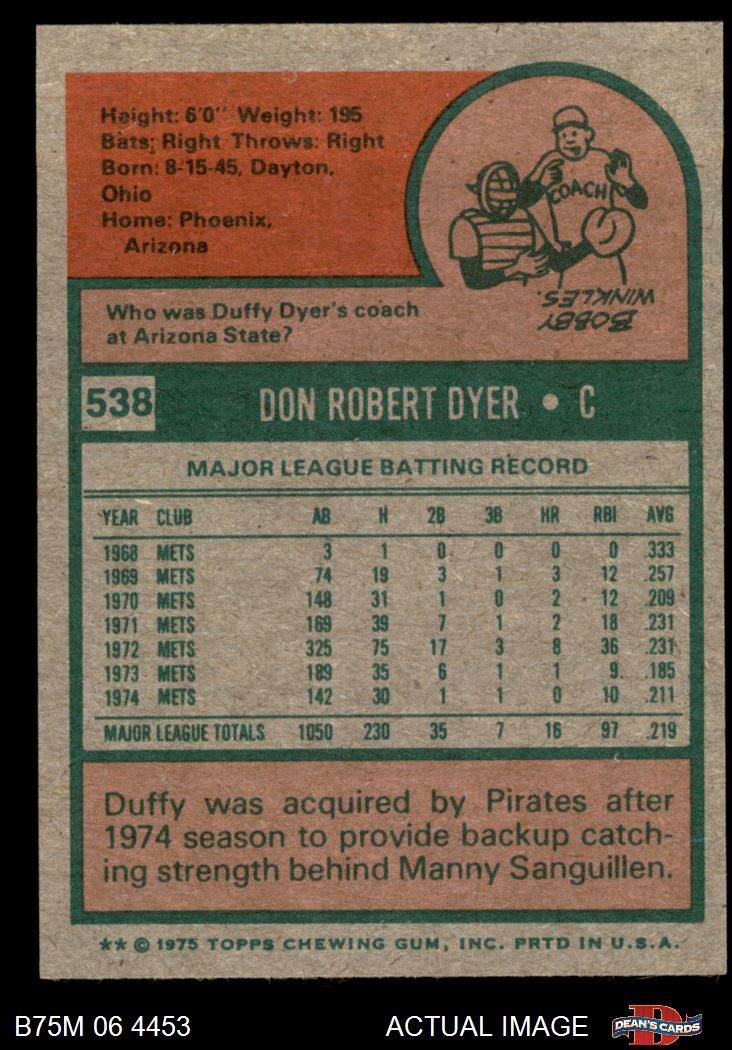 Height: 6'0" Weight: 195
Bats: Right Throws: Right
Born: 8-15-45, Dayton,
Ohio
Home: Phoenix,
Arizona
COACH
BOBBY
WINKLES.
Who was Duffy Dyer's coach
at Arizona State?
538 DON ROBERT DYER • C
MAJOR LEAGUE BATTING RECORD
YEAR CLUB AB H 2B 3B HR RBI AVG
1968 METS 3 1 0 0 0 0 .333
1969 METS 74 19 3 1 3 12 .257
1970 METS 148 31 1 0 2 12 .209
1971 METS 169 39 7 1 2 18 .231
1972 METS 325 75 17 3 8 36 .231
1973 METS 189 35 6 1 1 9. .185
1974 METS 142 30 1 1 0 10 .211
MAJOR LEAGUE TOTALS 1050 230 35 7 16 97 .219
Duffy was acquired by Pirates after
1974 season to provide backup catch-
ing strength behind Manny Sanguillen.
** © 1975 TOPPS CHEWING GUM, INC. PRTD IN U.S.A.
B75M 06 4453 ACTUAL IMAGE D DEAN'S CARDS